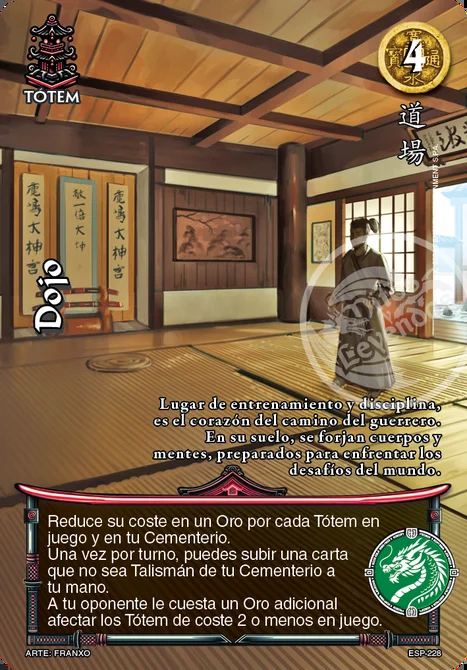 4
TÓTEM
道場
Dojo
Lugar de entrenamiento y disciplina,
es el corazón del camino del guerrero.
En su suelo, se forjan cuerpos y
mentes, preparados para enfrentar los
desafíos del mundo.
Reduce su coste en un Oro por cada Tótem en
juego y en tu Cementerio.
Una vez por turno, puedes subir una carta
que no sea Talismán de tu Cementerio a
tu mano.
A tu oponente le cuesta un Oro adicional
afectar los Tótem de coste 2 o menos en juego.
ARTE: FRANXO
ESP-228